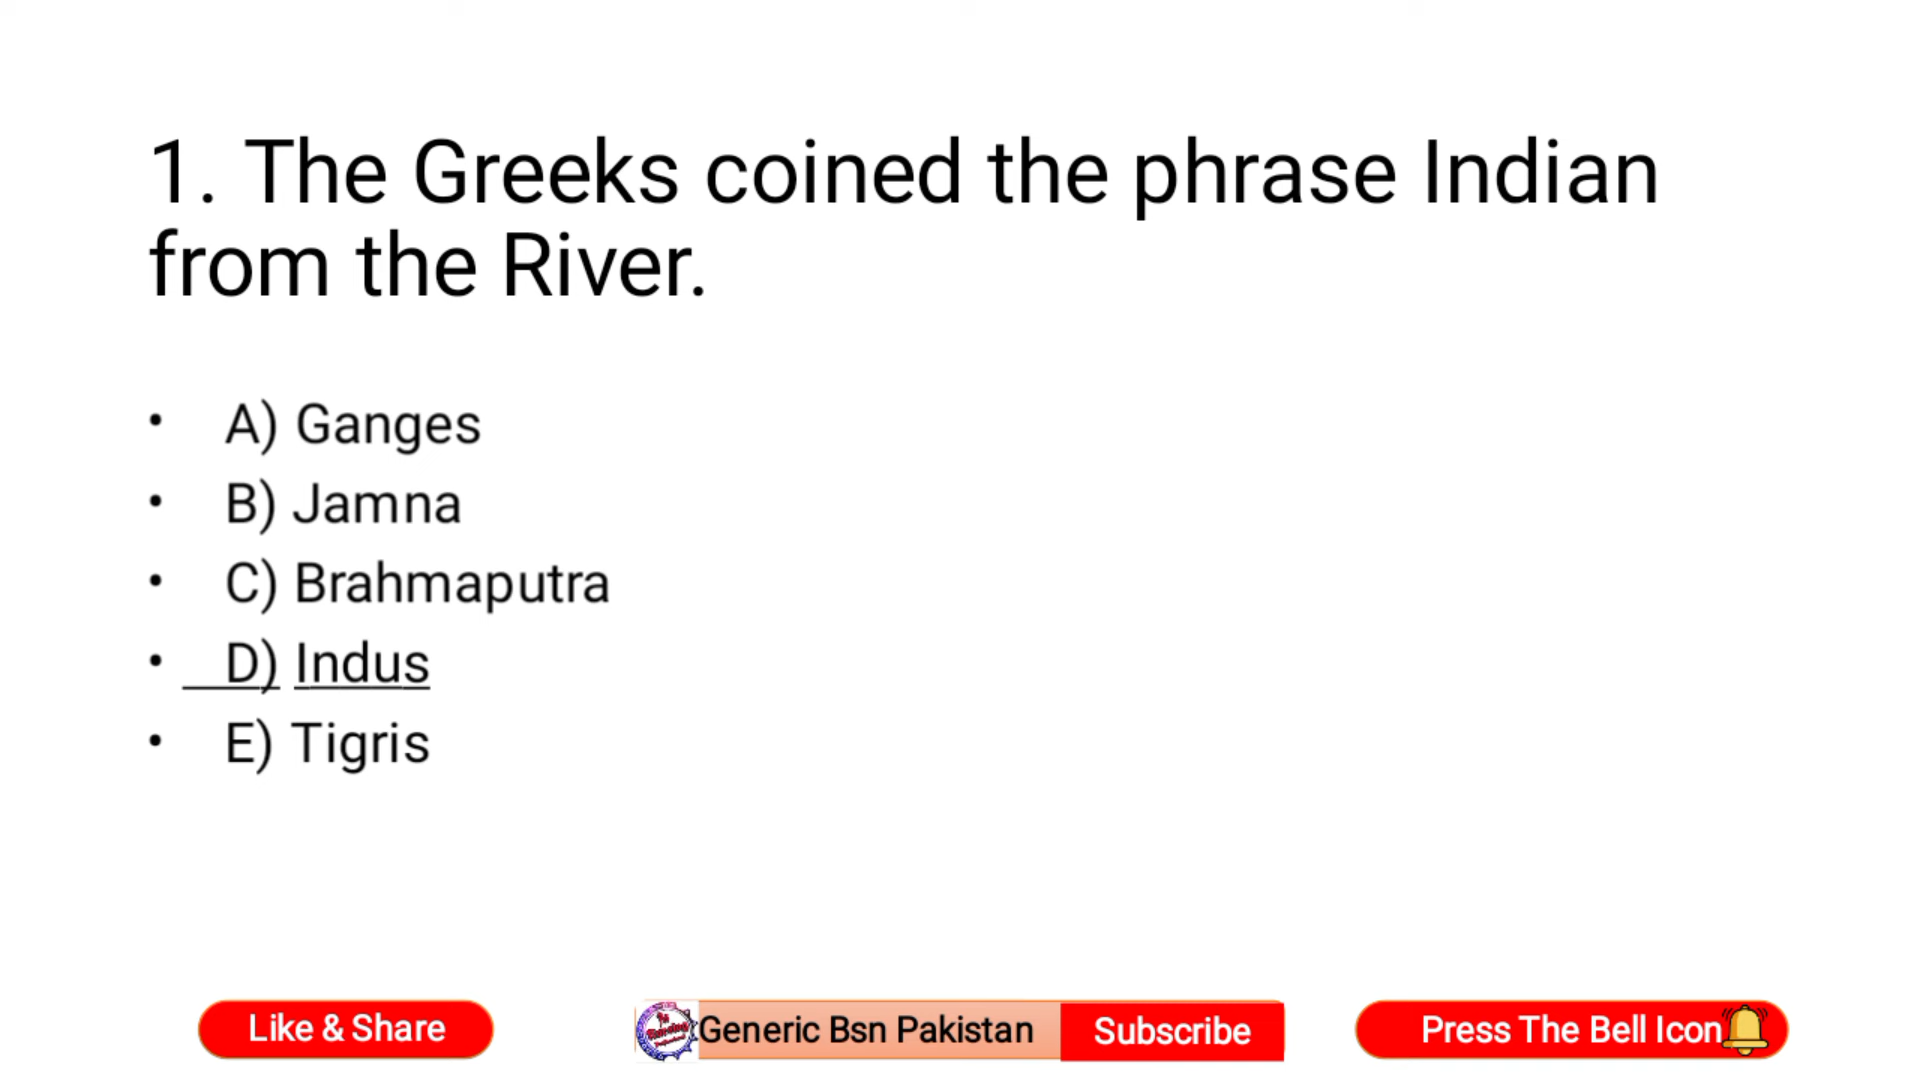 1. The Greeks coined the phrase Indian
from the River.
• A) Ganges
• B) Jamna
• C) Brahmaputra
• D) Indus
• E) Tigris
Like & Share
Generic Bsn Pakistan
Subscribe
Press The Bell Icon